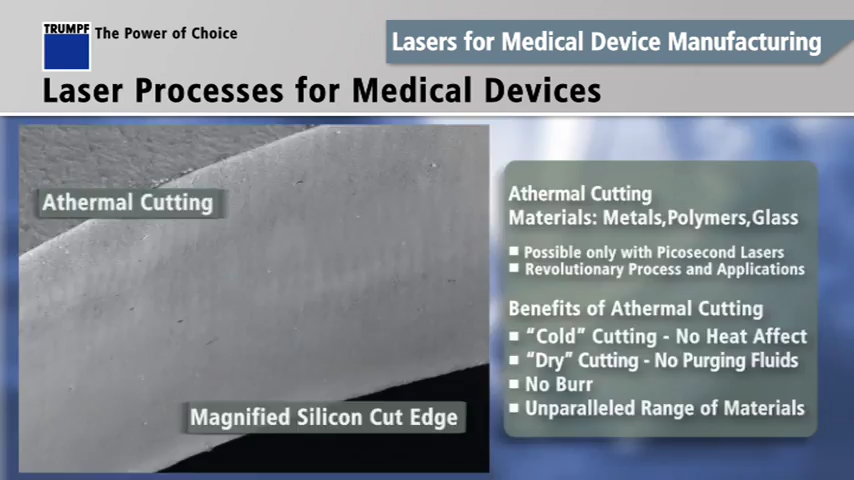 TRUMPF
The Power of Choice
Lasers for Medical Device Manufacturing
Laser Processes for Medical Devices
Athermal Cutting
Magnified Silicon Cut Edge
Athermal Cutting
Materials: Metals,Polymers,Glass
■ Possible only with Picosecond Lasers
■ Revolutionary Process and Applications
Benefits of Athermal Cutting
■ “Cold” Cutting - No Heat Affect
■ “Dry” Cutting - No Purging Fluids
■ No Burr
■ Unparalleled Range of Materials